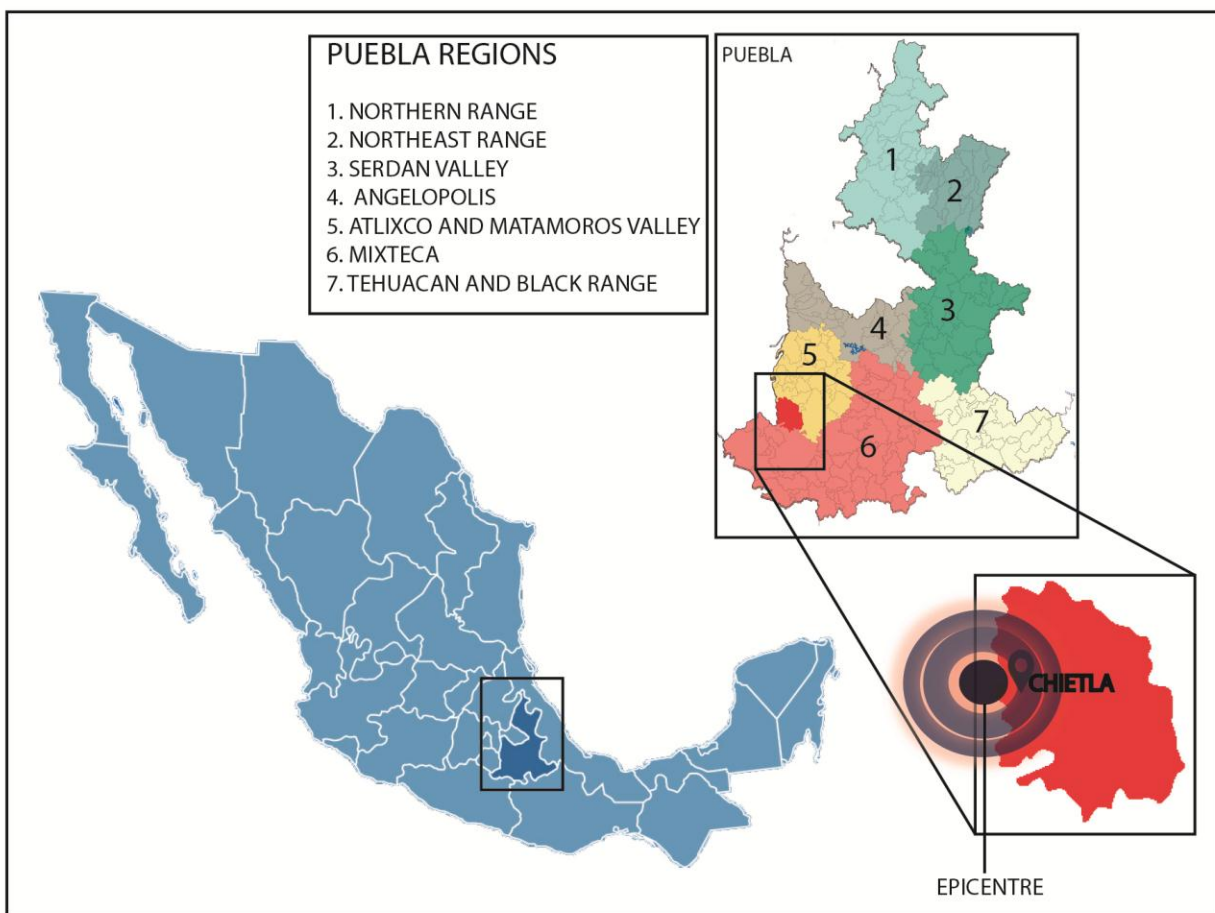 PUEBLA REGIONS
1. NORTHERN RANGE
2. NORTHEAST RANGE
3. SERDAN VALLEY
4. ANGELOPOLIS
5. ATLIXCO AND MATAMOROS VALLEY
6. MIXTECA
7. TEHUACAN AND BLACK RANGE
PUEBLA
1
2
3
4
5
6
7
CHIETLA
EPICENTRE